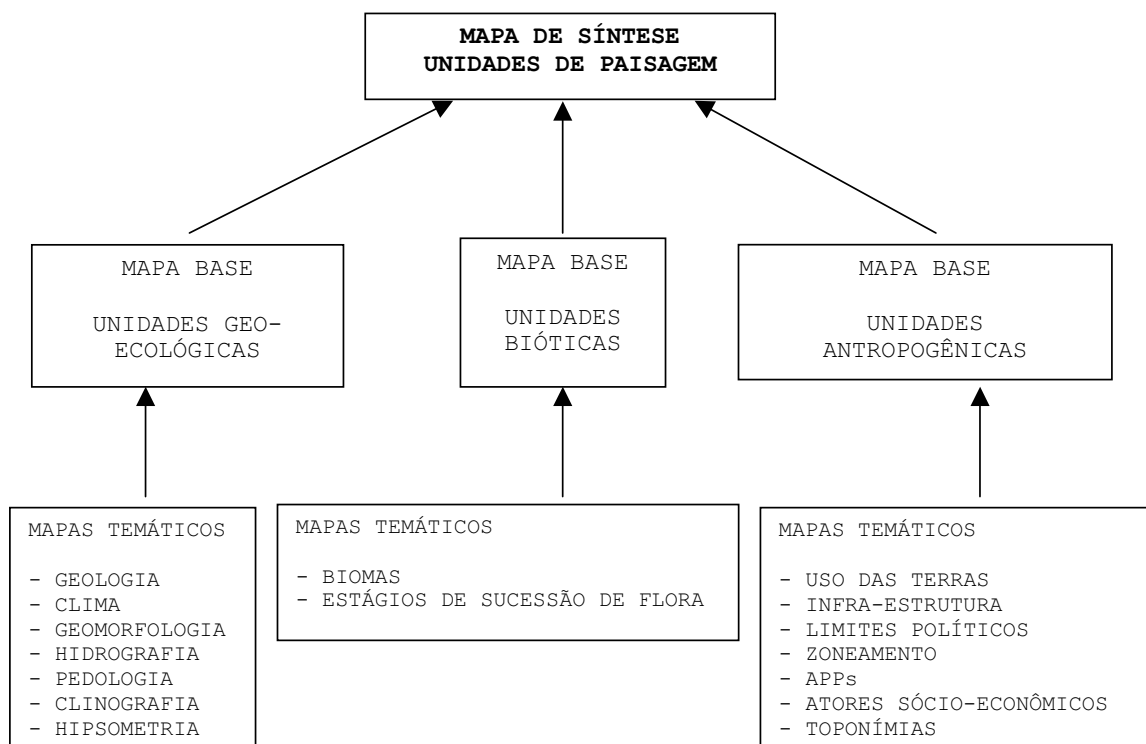 MAPA DE SÍNTESE
UNIDADES DE PAISAGEM
MAPA BASE
UNIDADES GEO-
ECOLÓGICAS
MAPA BASE
UNIDADES
BIÓTICAS
MAPA BASE
UNIDADES
ANTROPOGÊNICAS
MAPAS TEMÁTICOS
- GEOLOGIA
- CLIMA
- GEOMORFOLOGIA
- HIDROGRAFIA
- PEDOLOGIA
- CLINOGRAFIA
- HIPSOMETRIA
MAPAS TEMÁTICOS
- BIOMAS
- ESTÁGIOS DE SUCESSÃO DE FLORA
MAPAS TEMÁTICOS
- USO DAS TERRAS
- INFRA-ESTRUTURA
- LIMITES POLÍTICOS
- ZONEAMENTO
- APPs
- ATORES SÓCIO-ECONÔMICOS
- TOPONÍMIAS